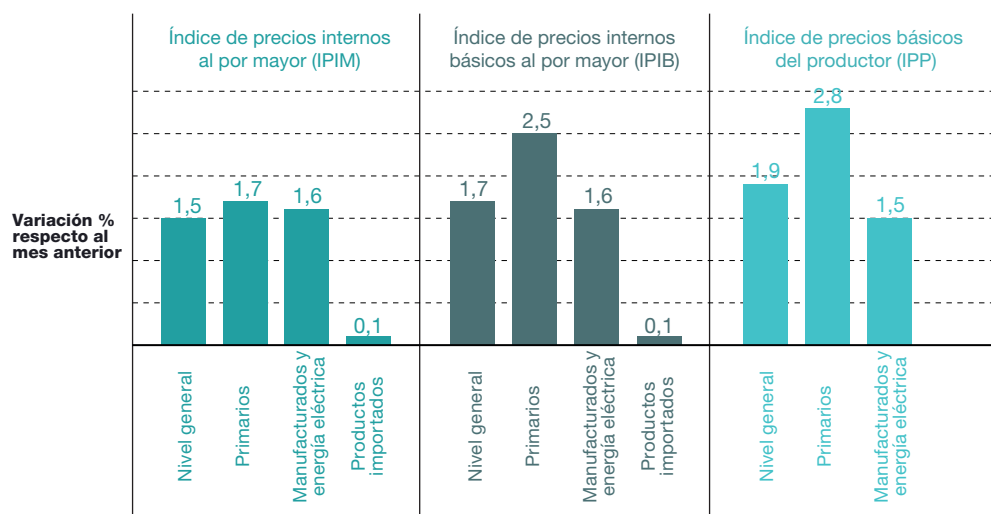 Índice de precios internos
al por mayor (IPIM)
Índice de precios internos
básicos al por mayor (IPIB)
Índice de precios básicos
del productor (IPP)
Variación %
respecto al
mes anterior
1,5
1,7
1,6
0,1
1,7
2,5
1,6
0,1
1,9
2,8
1,5
Nivel general
Primarios
Manufacturados y
energía eléctrica
Productos
importados
Nivel general
Primarios
Manufacturados y
energía eléctrica
Productos
importados
Nivel general
Primarios
Manufacturados y
energía eléctrica